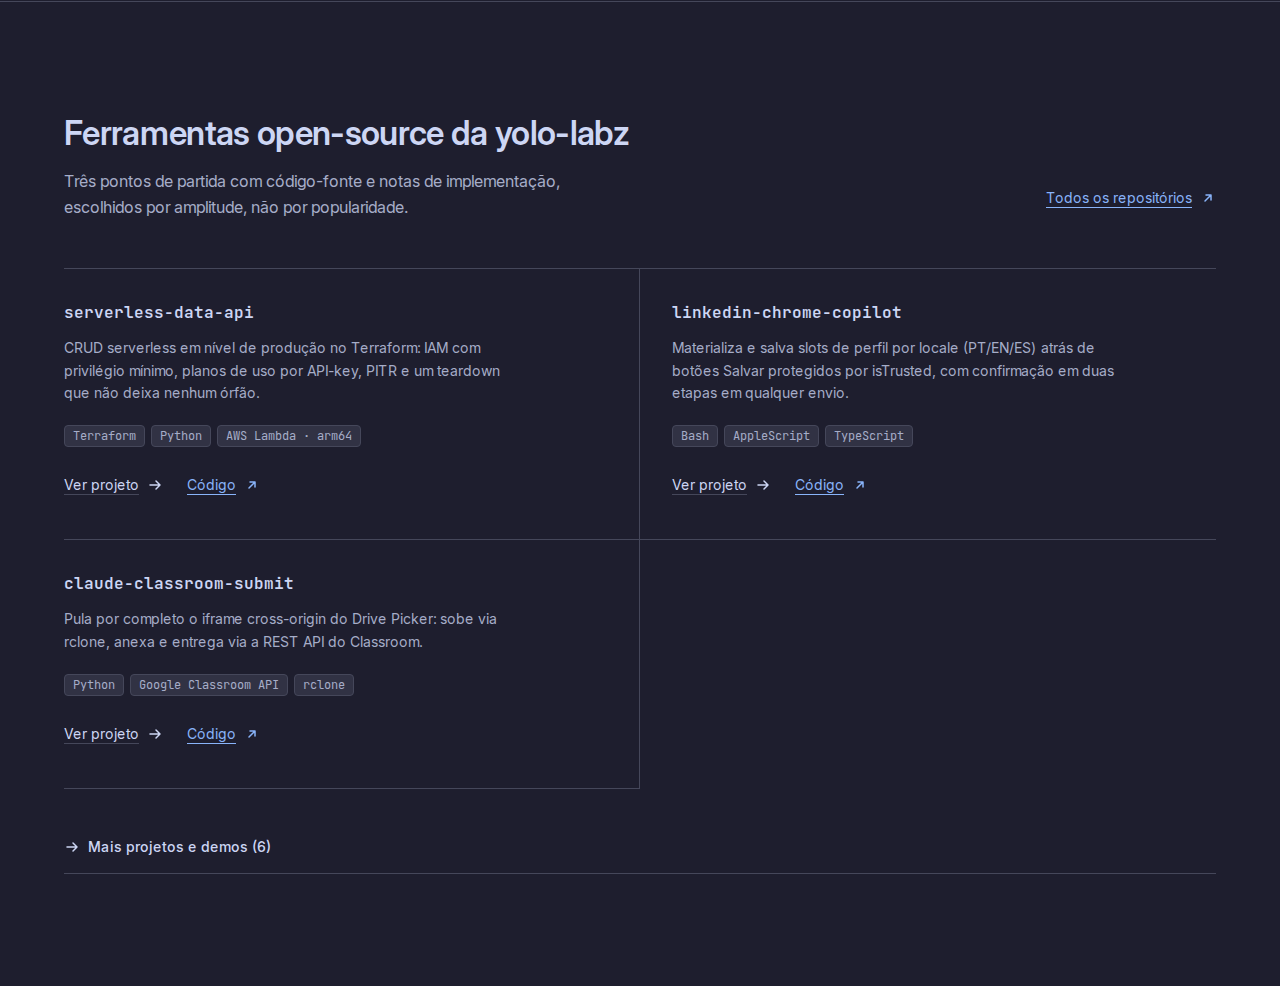 Ferramentas open-source da yolo-labz
Três pontos de partida com código-fonte e notas de implementação,
escolhidos por amplitude, não por popularidade.
Todos os repositórios
serverless-data-api
CRUD serverless em nível de produção no Terraform: IAM com
privilégio mínimo, planos de uso por API-key, PITR e um teardown
que não deixa nenhum órfão.
Terraform Python AWS Lambda · arm64
Ver projeto → Código ↗
linkedin-chrome-copilot
Materializa e salva slots de perfil por locale (PT/EN/ES) atrás de
botões Salvar protegidos por isTrusted, com confirmação em duas
etapas em qualquer envio.
Bash AppleScript TypeScript
Ver projeto → Código ↗
claude-classroom-submit
Pula por completo o iframe cross-origin do Drive Picker: sobe via
rclone, anexa e entrega via a REST API do Classroom.
Python Google Classroom API rclone
Ver projeto → Código ↗
→ Mais projetos e demos (6)